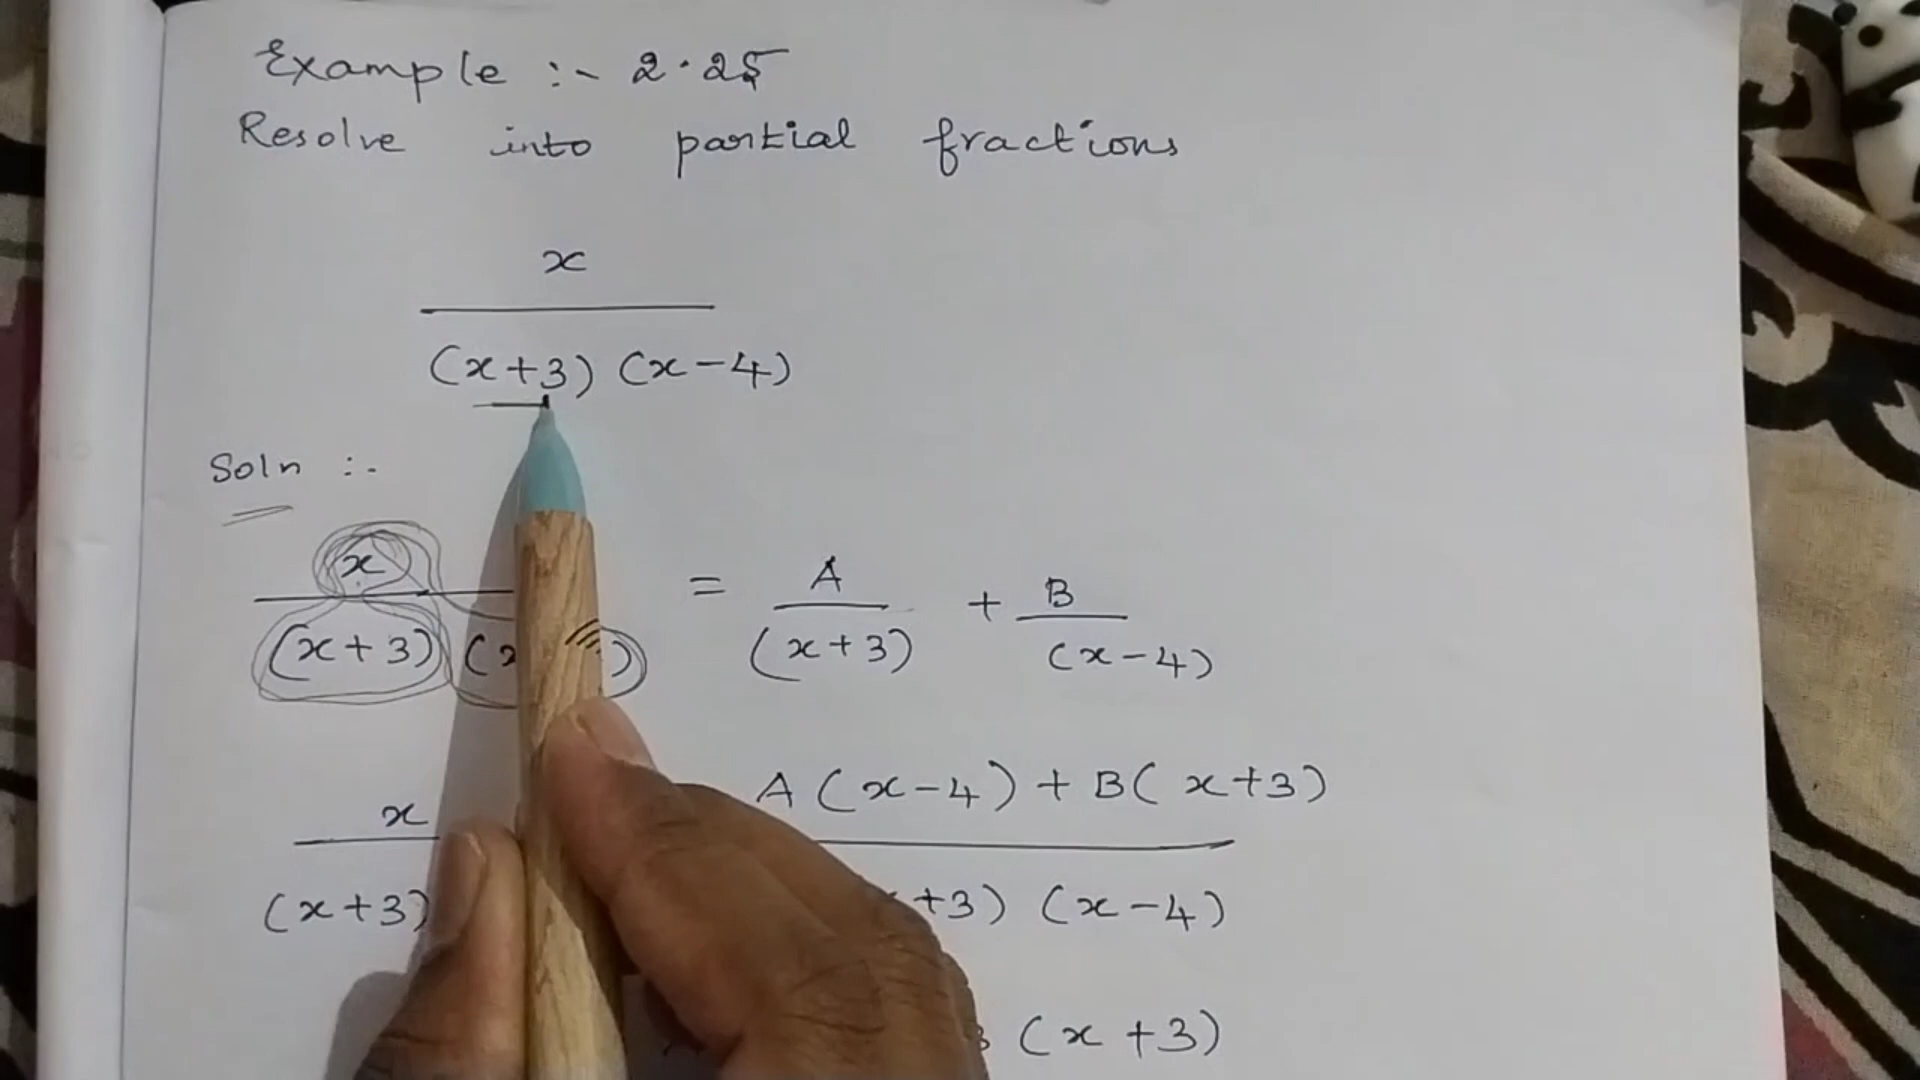 Example :- 2.25
Resolve into partial fractions
x
(x+3) (x-4)
Soln :-
x = A + B
(x+3) (x ) (x+3) (x-4)
x A (x-4) + B( x+3)
(x+3) +3) (x-4)
(x+3)